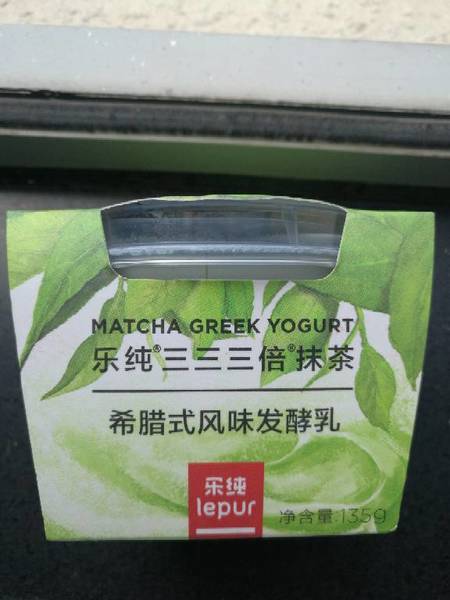 MATCHA GREEK YOGURT
乐纯®三三三倍®抹茶
希腊式风味发酵乳
乐纯
lepur
净含量:135g